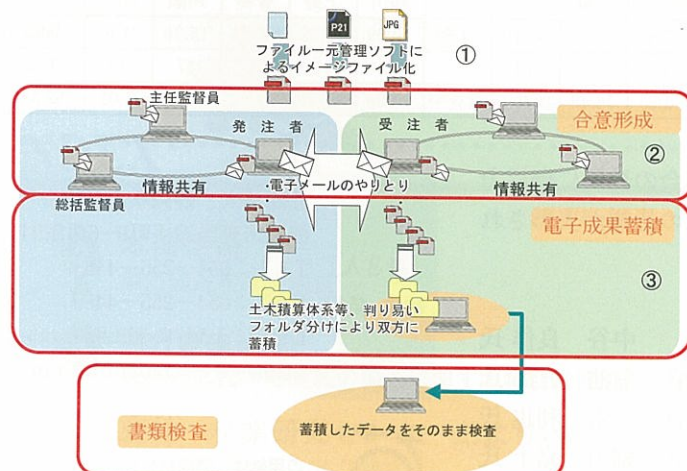 P21
JPG
ファイル一元管理ソフトに
よるイメージファイル化
①
主任監督員
発注者
受注者
合意形成
②
電子メールのやりとり
情報共有
情報共有
総括監督員
電子成果蓄積
③
土木積算体系等、判り易い
フォルダ分けにより双方に
蓄積
書類検査
蓄積したデータをそのまま検査